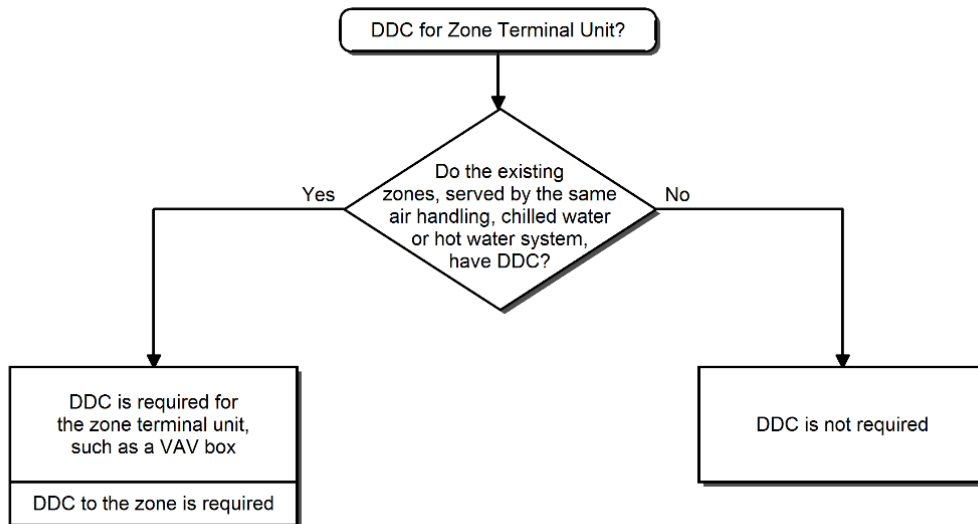 DDC for Zone Terminal Unit?
Do the existing
zones, served by the same
air handling, chilled water
or hot water system,
have DDC?
Yes
No
DDC is required for
the zone terminal unit,
such as a VAV box
DDC to the zone is required
DDC is not required